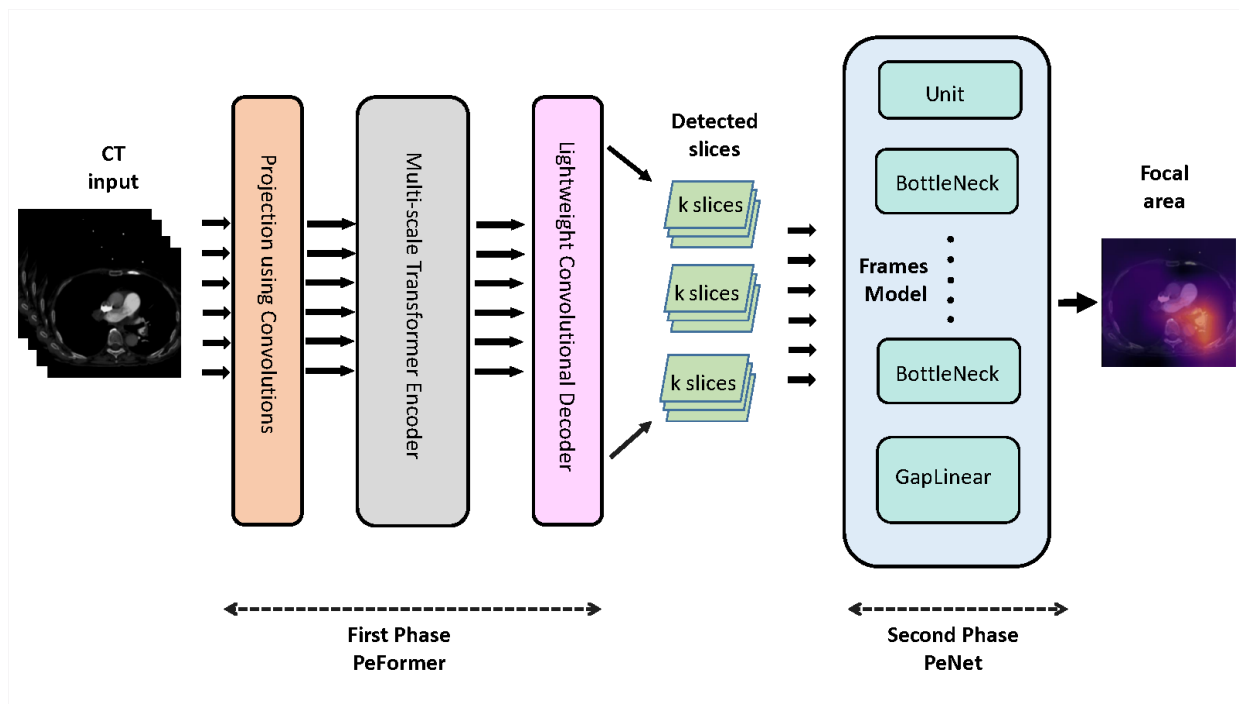 CT
input
Projection using Convolutions
Multi-scale Transformer Encoder
Lightweight Convolutional Decoder
Detected
slices
k slices
k slices
k slices
Unit
BottleNeck
Frames
Model
BottleNeck
GapLinear
Focal
area
First Phase
PeFormer
Second Phase
PeNet